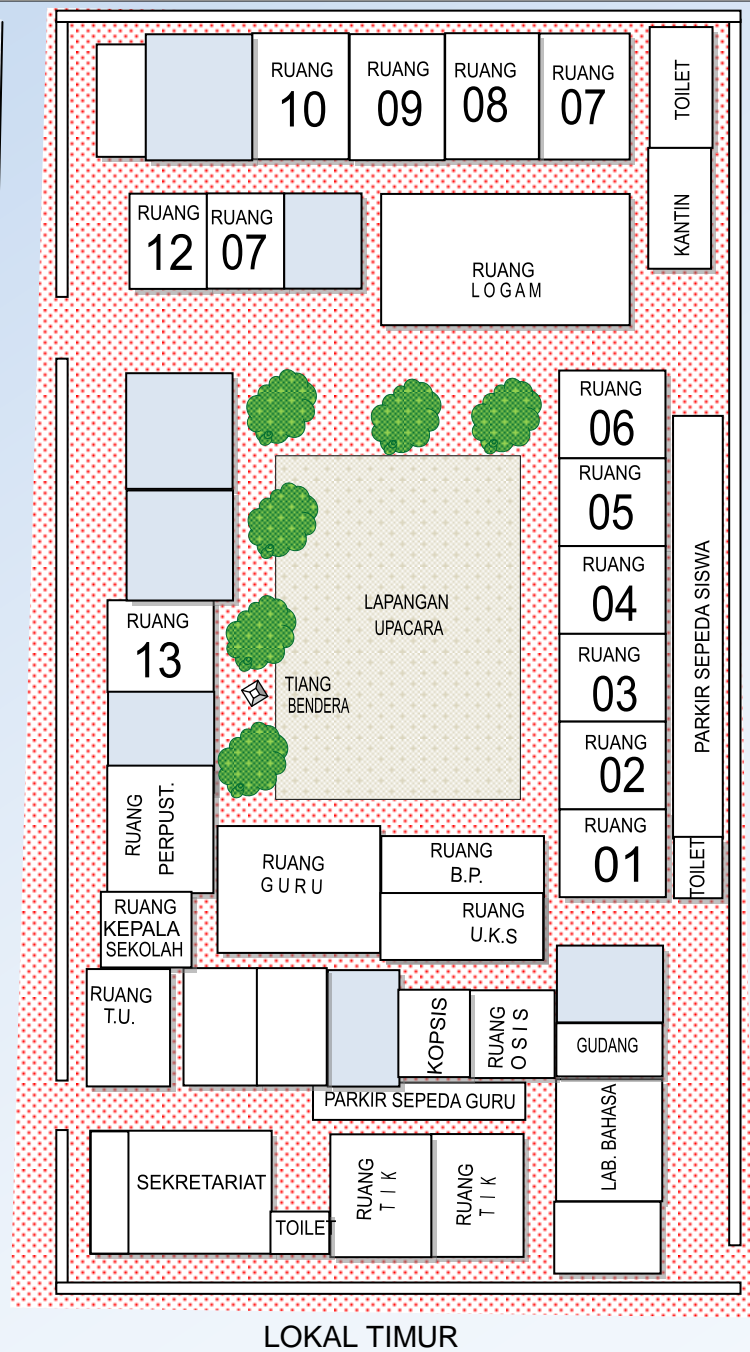 RUANG
10
RUANG
09
RUANG
08
RUANG
07
TOILET
KANTIN
RUANG
12
RUANG
07
RUANG
LOGAM
RUANG
06
RUANG
05
RUANG
04
RUANG
03
RUANG
02
RUANG
01
PARKIR SEPEDA SISWA
TOILET
LAPANGAN
UPACARA
TIANG
BENDERA
RUANG
13
RUANG
PERPUST.
RUANG
GURU
RUANG
B.P.
RUANG
U.K.S
RUANG
KEPALA
SEKOLAH
RUANG
T.U.
KOPSIS
RUANG
OSIS
GUDANG
PARKIR SEPEDA GURU
LAB. BAHASA
SEKRETARIAT
TOILET
RUANG
TIK
RUANG
TIK
LOKAL TIMUR